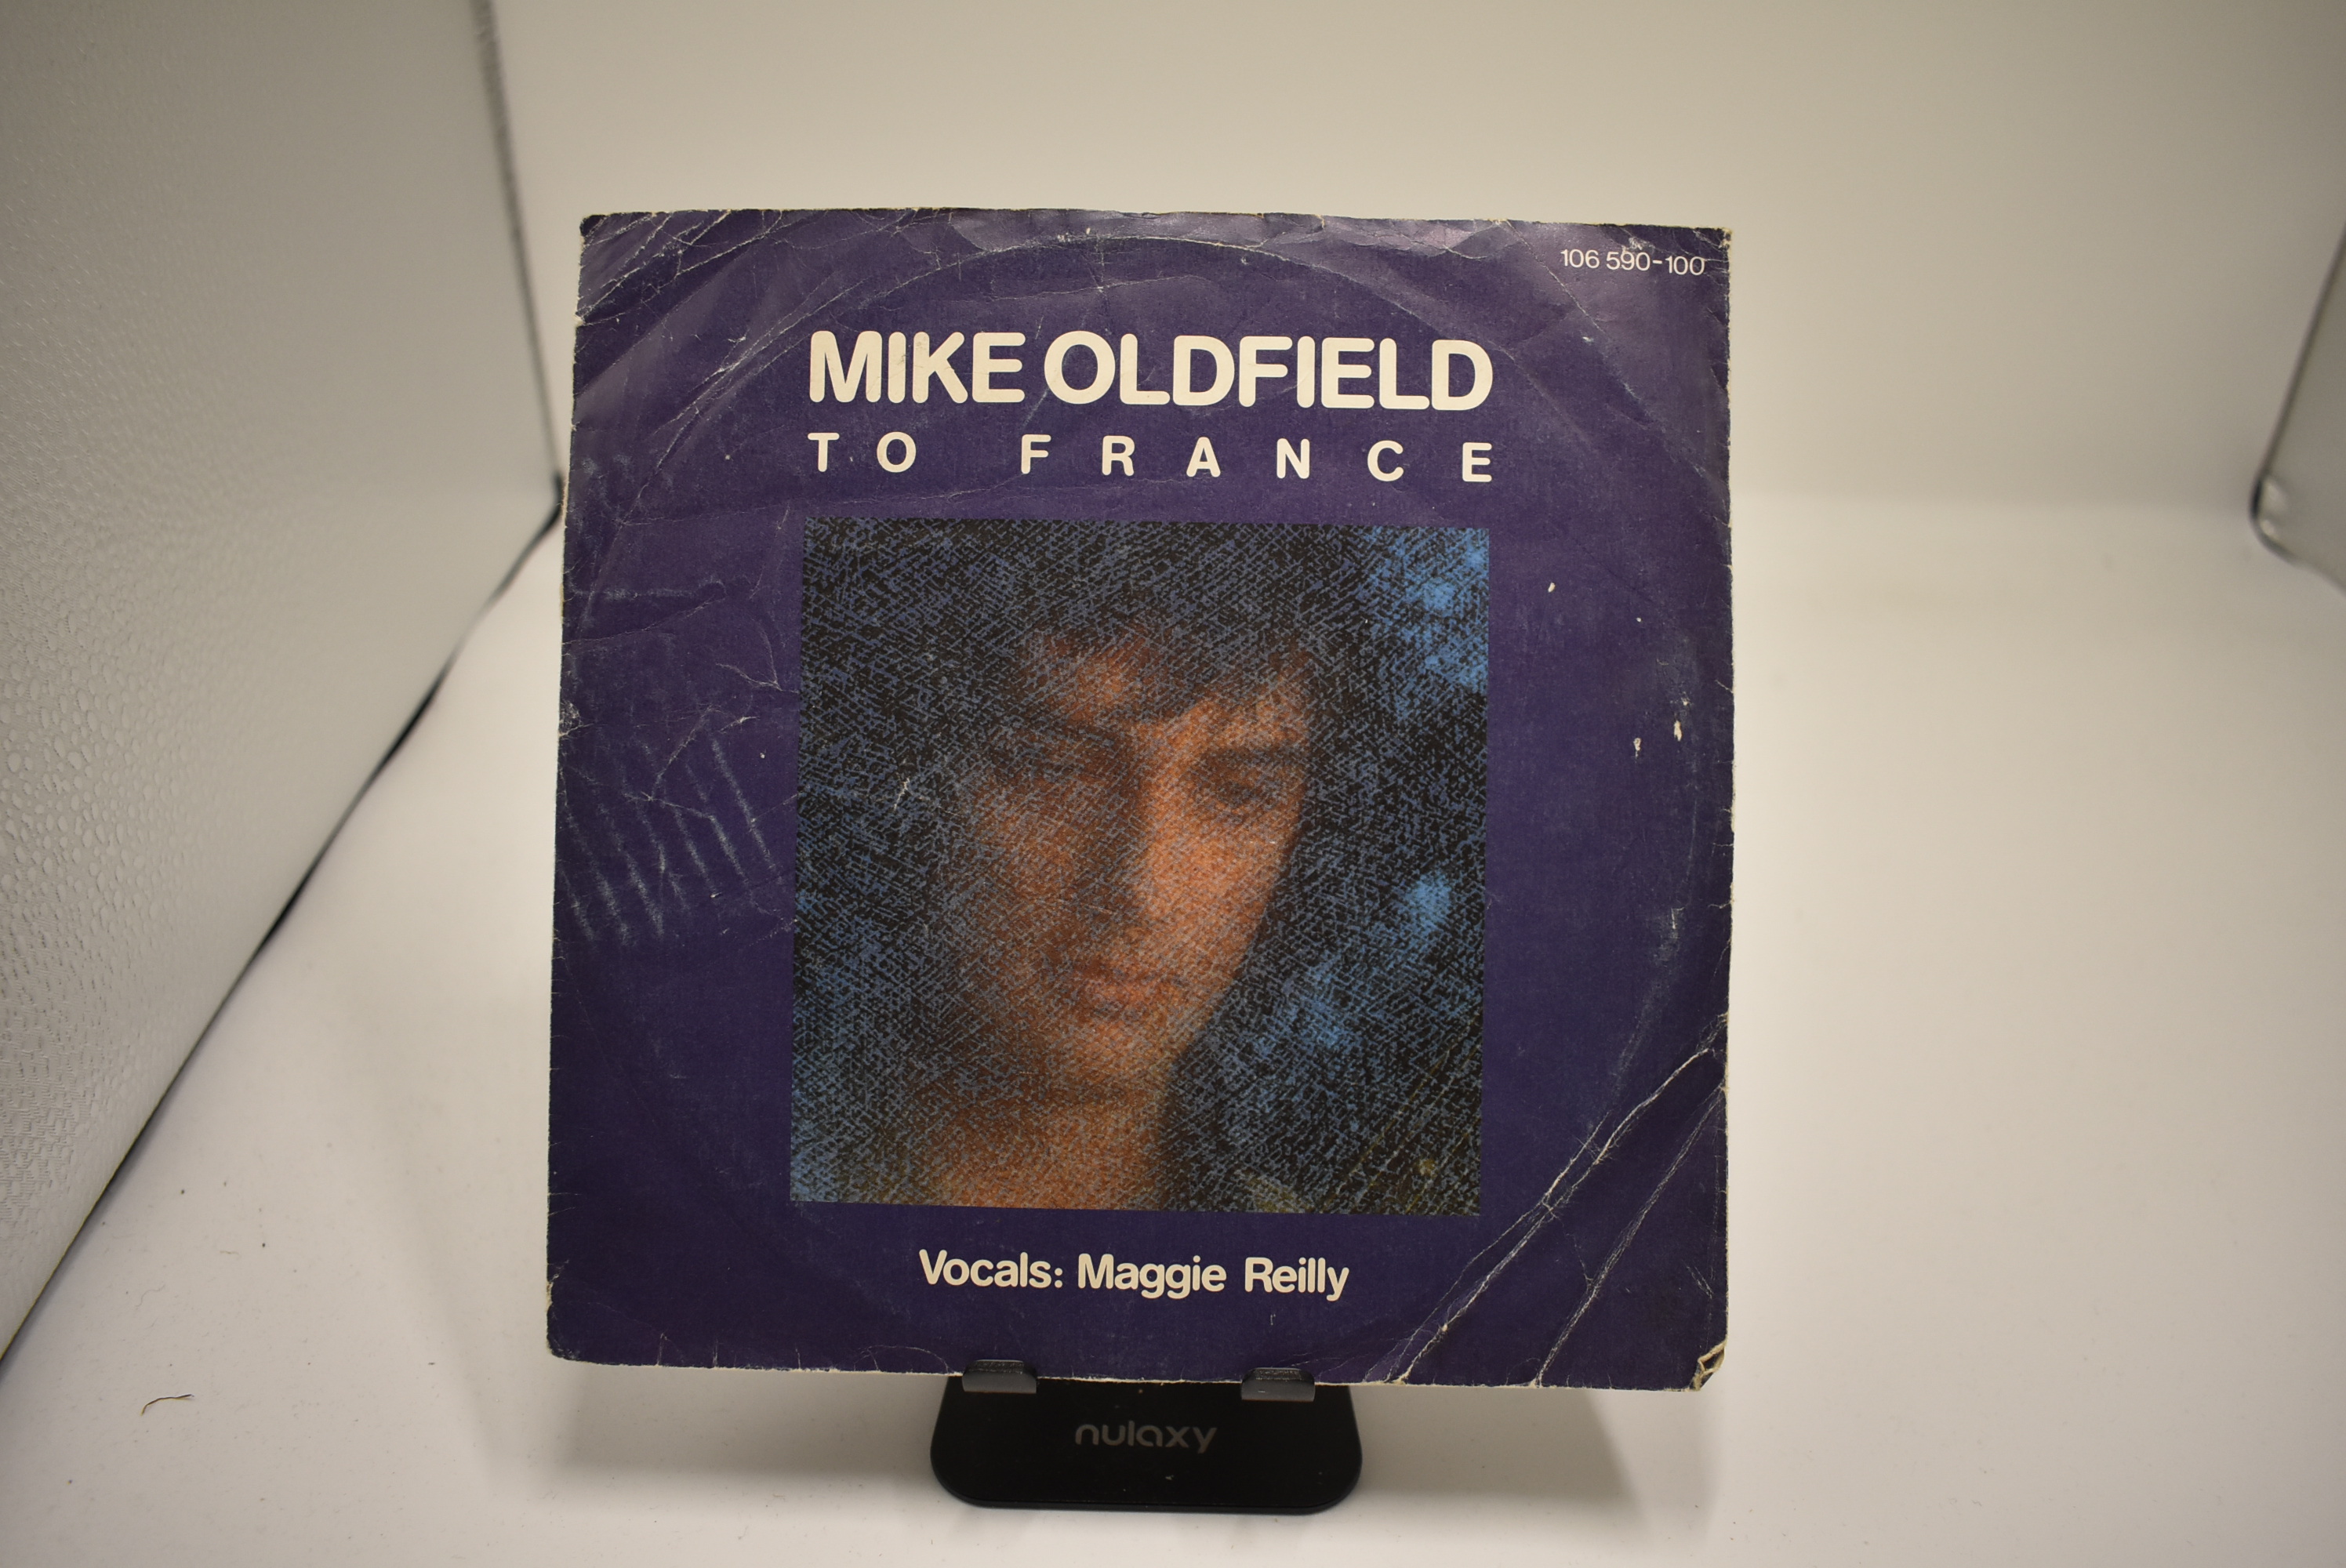 106 590-100
MIKE OLDFIELD
TO FRANCE
Vocals: Maggie Reilly
nulaxy